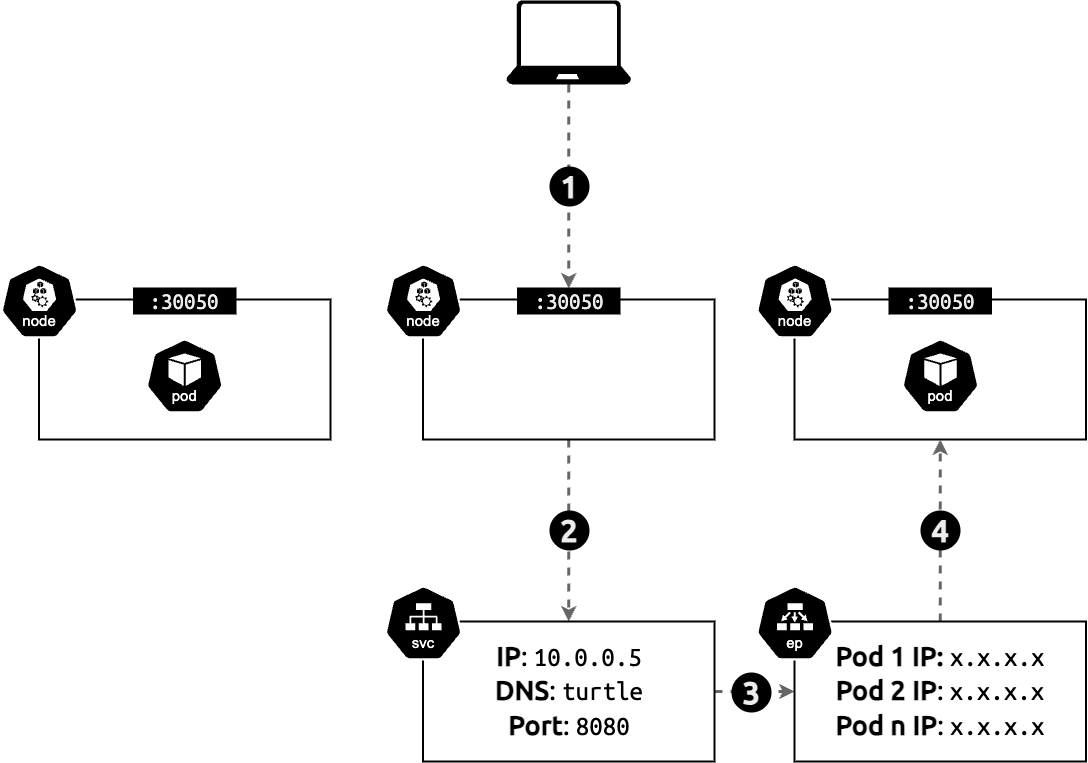 1
node
:30050
pod
node
:30050
node
:30050
pod
2
4
svc
IP: 10.0.0.5
DNS: turtle
Port: 8080
3
ep
Pod 1 IP: x.x.x.x
Pod 2 IP: x.x.x.x
Pod n IP: x.x.x.x